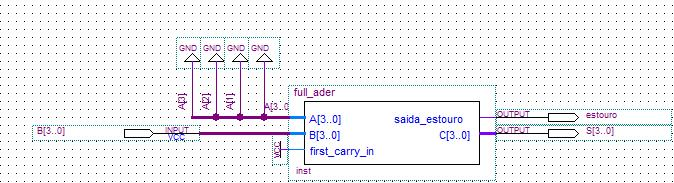 GND GND GND GND
full_ader
A[3] A[2] A[1] A[3..0]
A[3..0] saida_estouro OUTPUT estouro
B[3..0] INPUT VCC B[3..0] C[3..0] OUTPUT S[3..0]
VCC first_carry_in
inst